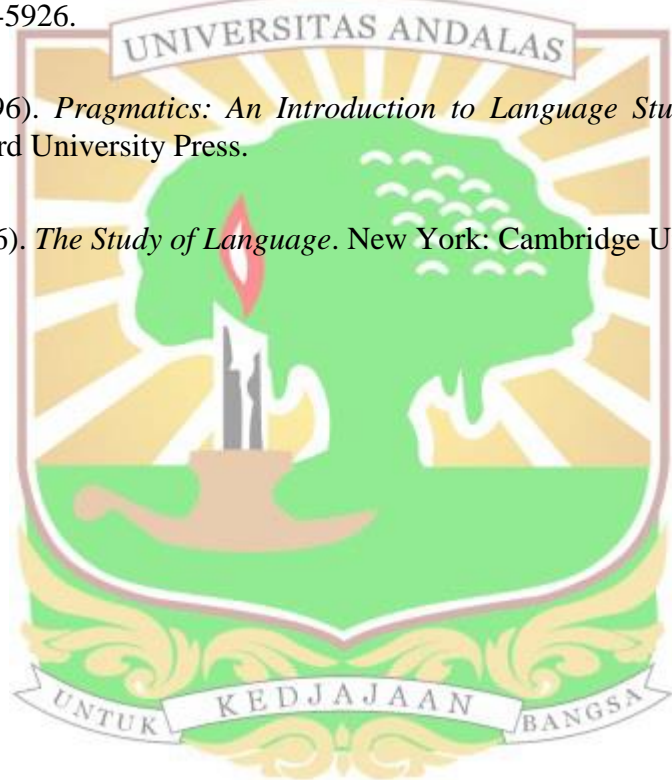 -5926.
UNIVERSITAS ANDALAS
96). Pragmatics: An Introduction to Language Stu
rd University Press.
6). The Study of Language. New York: Cambridge U
UNTUK KEDJAJAAN BANGSA